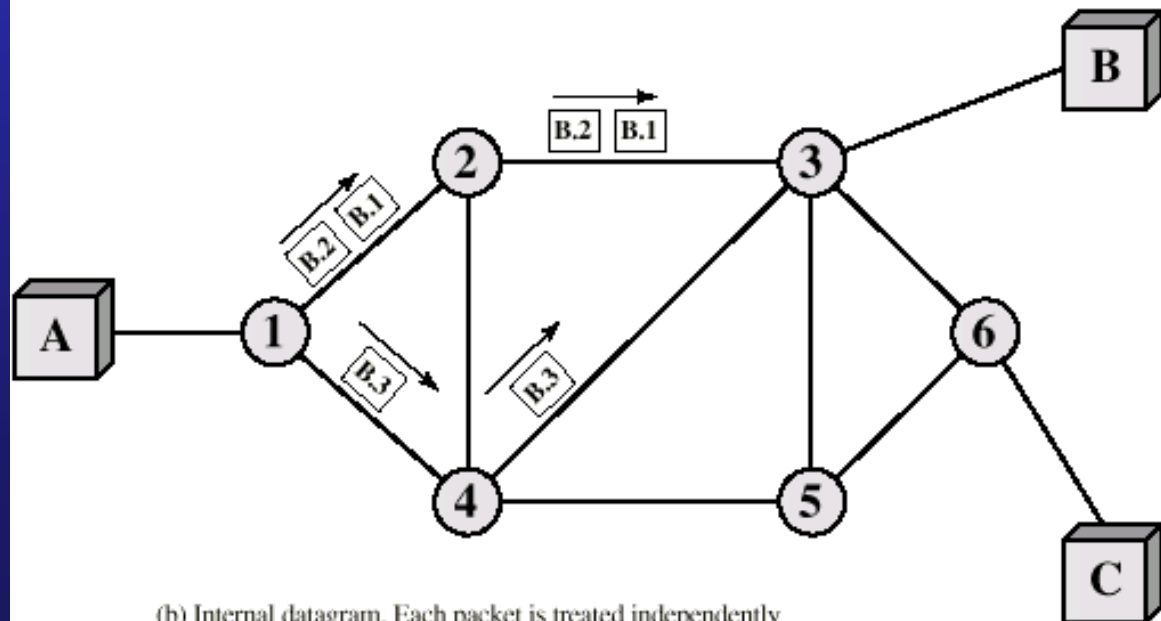 B
B.2 B.1
2
3
B.2 B.1
A
1
6
B.3
B.3
4
5
C
(b) Internal datagram. Each packet is treated independently